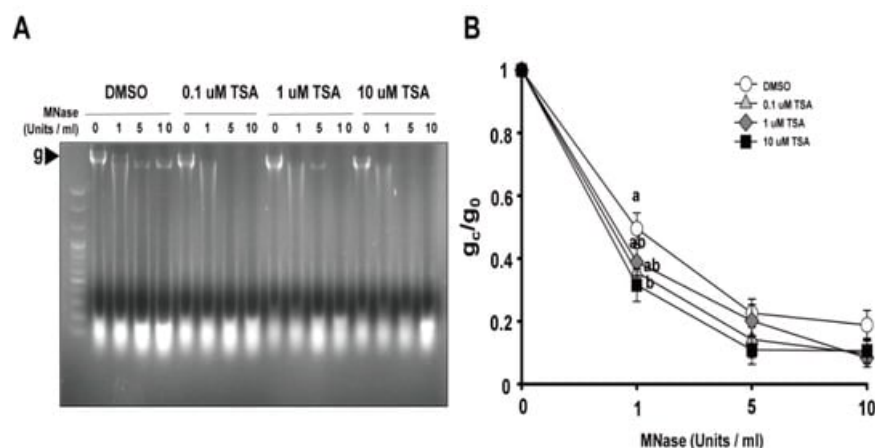 A
DMSO 0.1 uM TSA 1 uM TSA 10 uM TSA
MNase
(Units / ml) 0 1 5 10 0 1 5 10 0 1 5 10 0 1 5 10
g
B
1
0.8
0.6
0.4
0.2
0
gc/g0
DMSO
0.1 uM TSA
1 uM TSA
10 uM TSA
a
ab
ab
b
0 1 5 10
MNase (Units / ml)